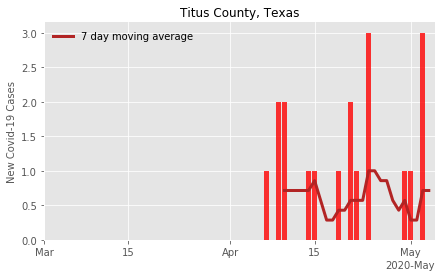 Titus County, Texas
7 day moving average
New Covid-19 Cases
3.0
2.5
2.0
1.5
1.0
0.5
0.0
Mar 15 Apr 15 May
2020-May